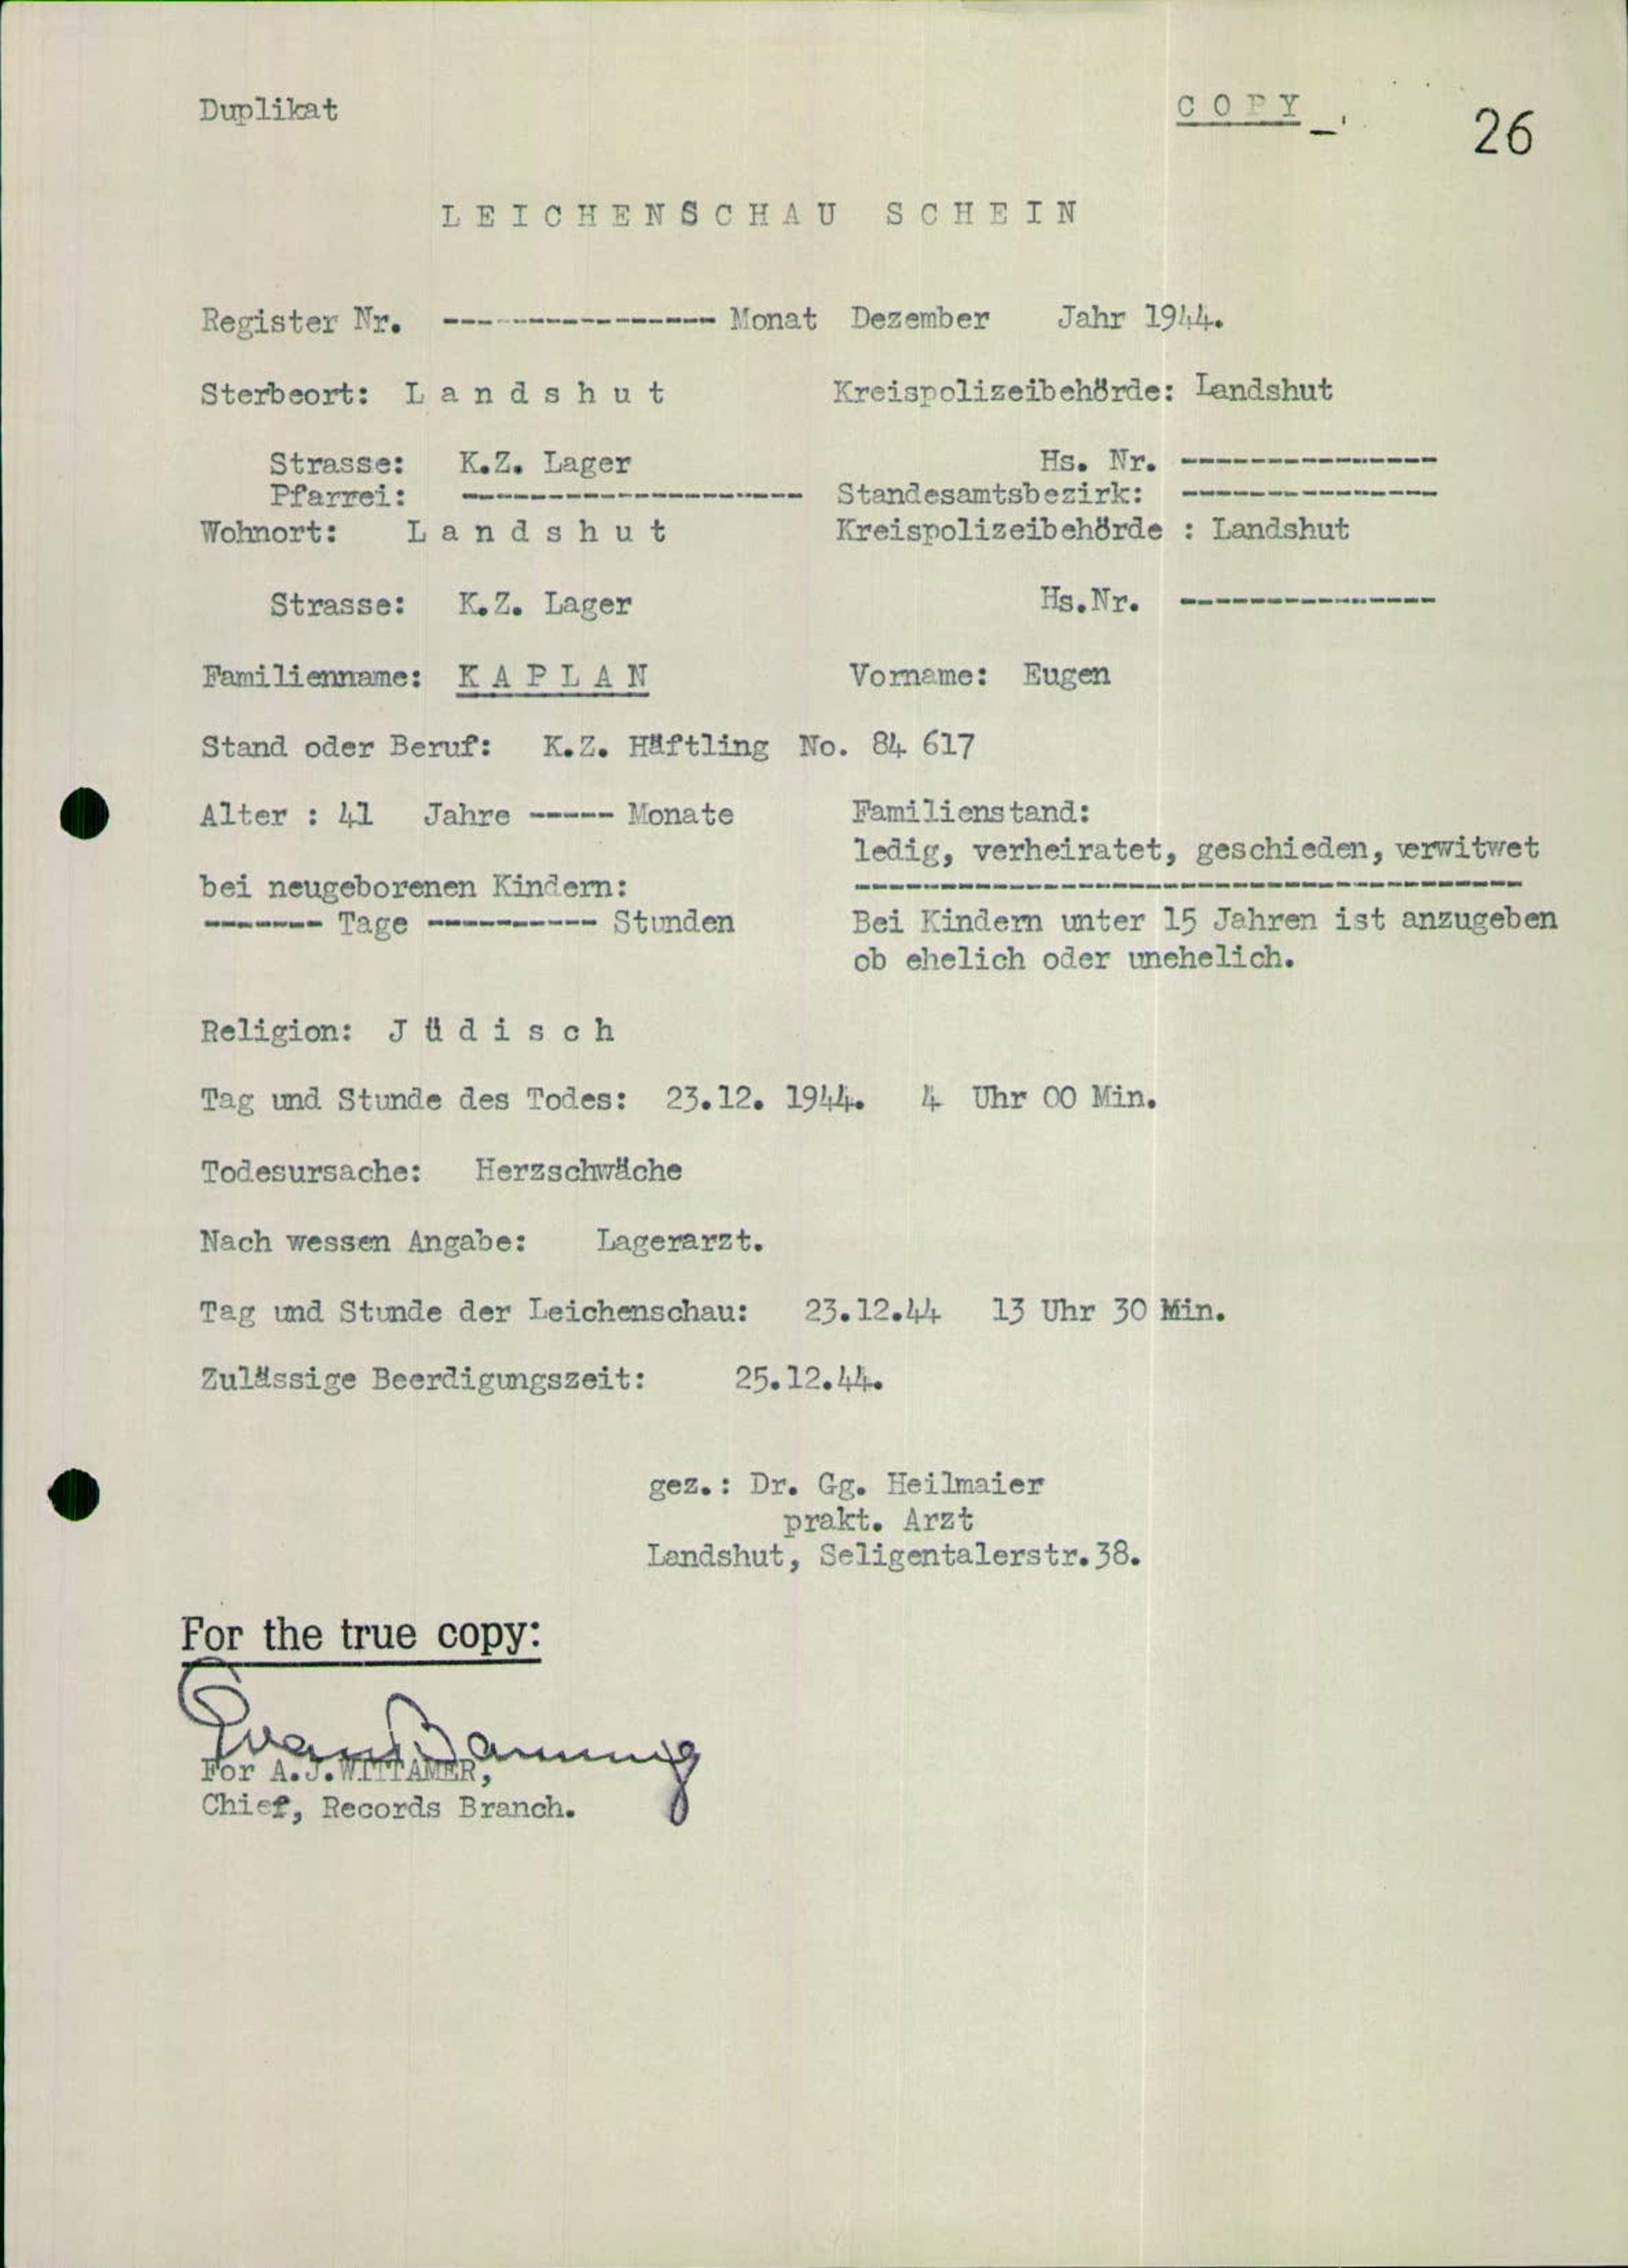 Duplikat
COPY
26
LEICHENSCHAU SCHEIN
Register Nr. ---------------- Monat Dezember Jahr 1944.
Sterbeort: Landshut Kreispolizeibehörde: Landshut
Strasse: K.Z. Lager Hs. Nr. ---------------
Pfarrei: -------------------- Standesamtsbezirk: ---------------
Wohnort: Landshut Kreispolizeibehörde : Landshut
Strasse: K.Z. Lager Hs.Nr. ---------------
Familienname: KAPLAN Vorname: Eugen
Stand oder Beruf: K.Z. Häftling No. 84 617
Alter : 41 Jahre ----- Monate Familienstand:
ledig, verheiratet, geschieden, verwitwet
bei neugeborenen Kindern: ---------------------------------------
------- Tage ---------- Stunden Bei Kindern unter 15 Jahren ist anzugeben
ob ehelich oder unehelich.
Religion: Jüdisch
Tag und Stunde des Todes: 23.12. 1944. 4 Uhr 00 Min.
Todesursache: Herzschwäche
Nach wessen Angabe: Lagerarzt.
Tag und Stunde der Leichenschau: 23.12.44 13 Uhr 30 Min.
Zulässige Beerdigungszeit: 25.12.44.
gez.: Dr. Gg. Heilmaier
prakt. Arzt
Landshut, Seligentalerstr.38.
For the true copy:
For A.J.WITTAMER,
Chief, Records Branch.